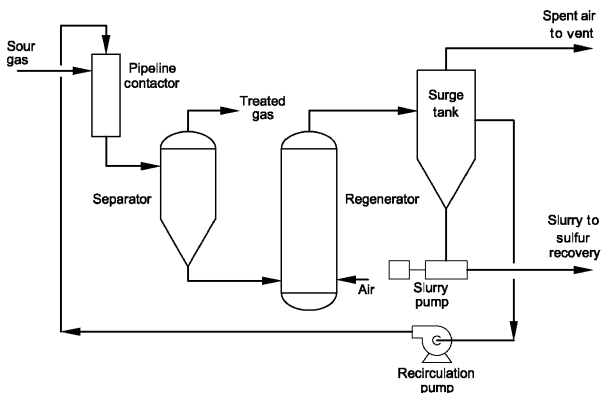 Spent air
to vent
Sour
gas
Pipeline
contactor
Treated
gas
Surge
tank
Separator
Regenerator
Slurry to
sulfur
recovery
Air
Slurry
pump
Recirculation
pump